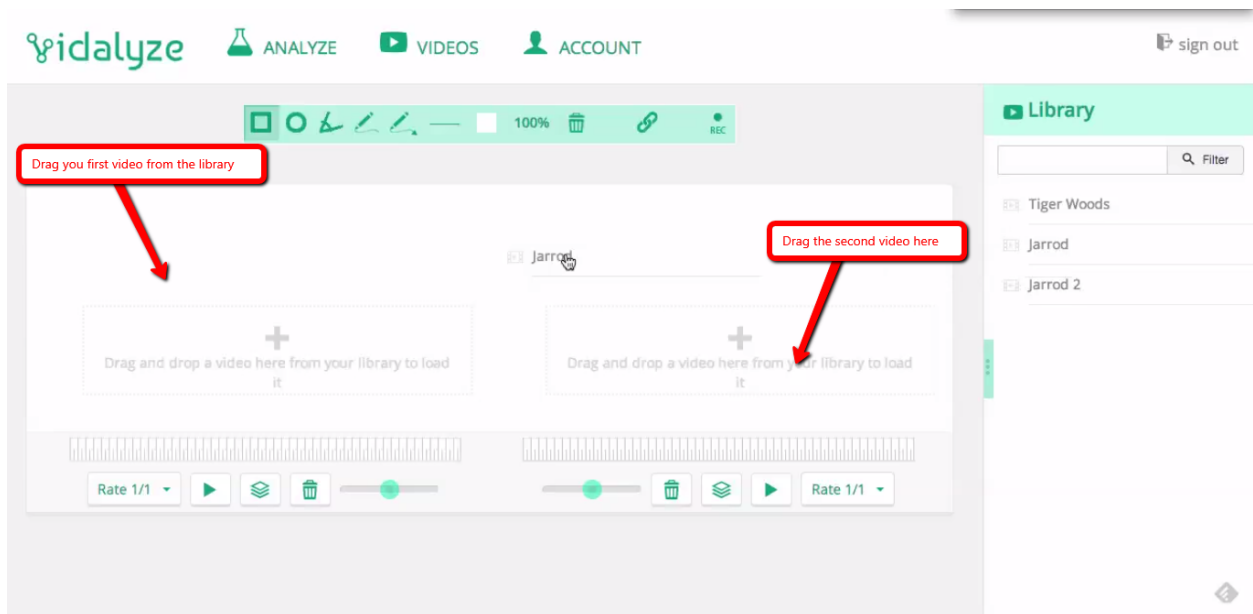 vidalyze
ANALYZE
VIDEOS
ACCOUNT
sign out
100%
REC
Library
Filter
Drag you first video from the library
Tiger Woods
Jarrod
Jarrod 2
Drag the second video here
Jarrod
Drag and drop a video here from your library to load
it
Drag and drop a video here from your library to load
it
Rate 1/1
Rate 1/1